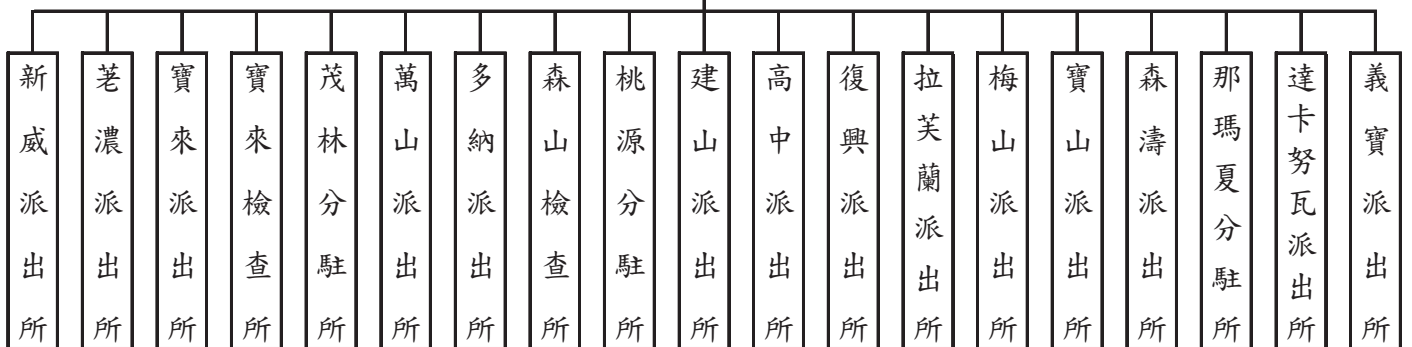 新威派出所
荖濃派出所
寶來派出所
寶來檢查所
茂林分駐所
萬山派出所
多納派出所
森山檢查所
桃源分駐所
建山派出所
高中派出所
復興派出所
拉芙蘭派出所
梅山派出所
寶山派出所
森濤派出所
那瑪夏分駐所
達卡努瓦派出所
義寶派出所